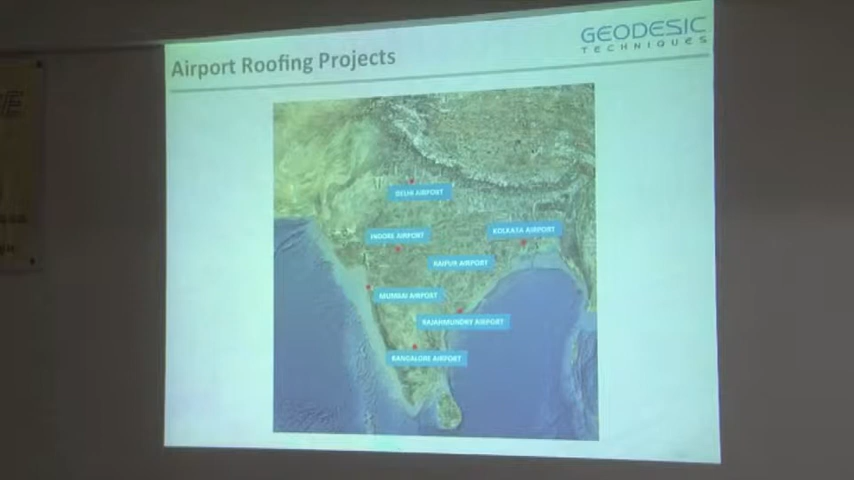 Airport Roofing Projects
GEODESIC
TECHNIQUES
DELHI AIRPORT
INDORE AIRPORT
KOLKATA AIRPORT
RAIPUR AIRPORT
MUMBAI AIRPORT
RAJAHMUNDRY AIRPORT
BANGALORE AIRPORT